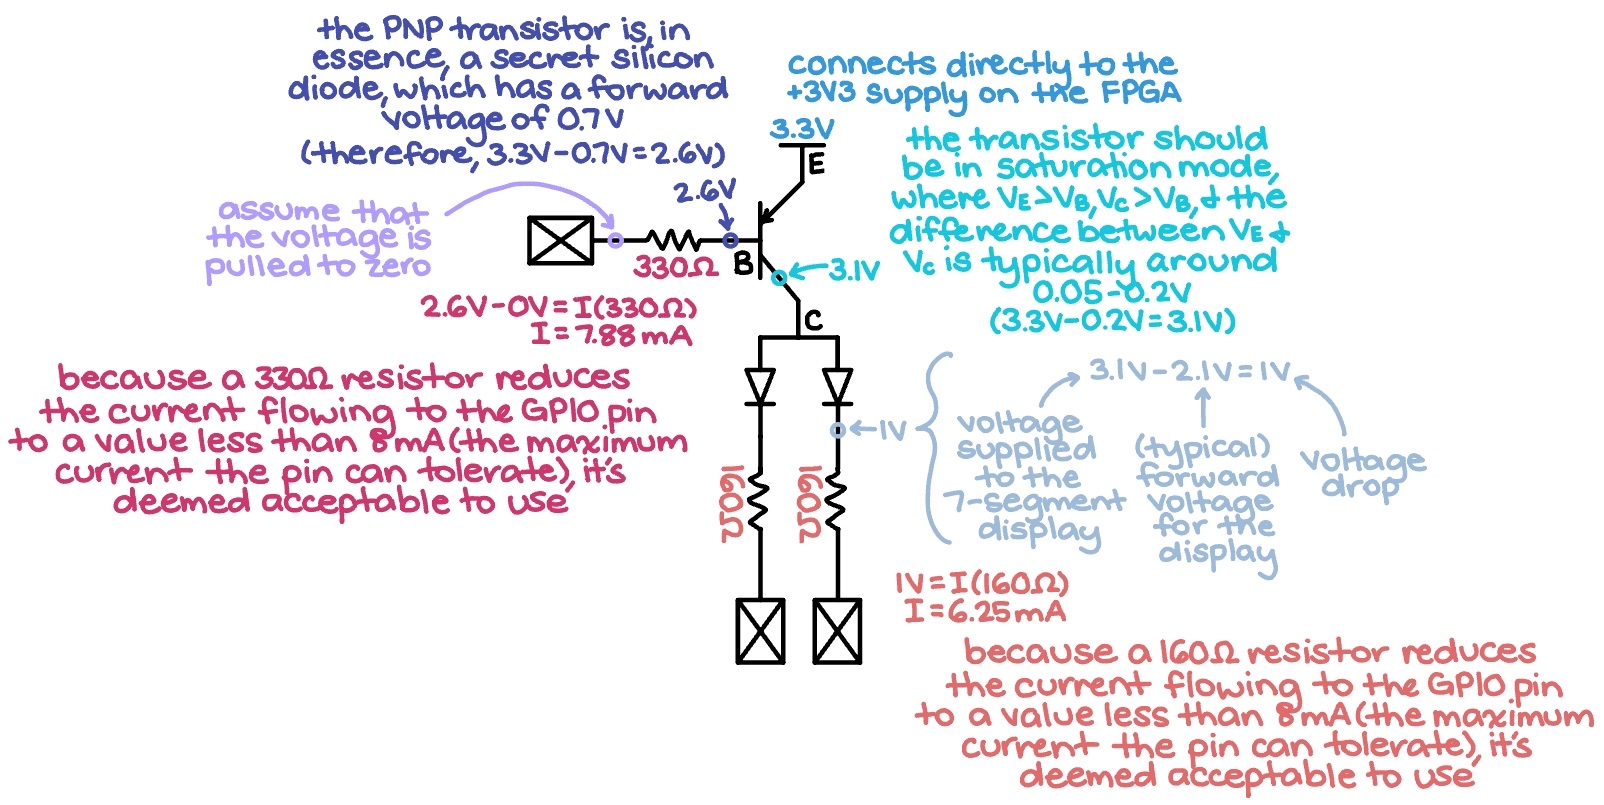 the PNP transistor is, in
essence, a secret silicon
diode, which has a forward
voltage of 0.7V
(therefore, 3.3V-0.7V=2.6V)
connects directly to the
+3V3 supply on the FPGA
3.3V
E
the transistor should
be in saturation mode,
where VE>VB, VC>VB, & the
difference between VE &
VC is typically around
0.05-0.2V
(3.3V-0.2V=3.1V)
assume that
the voltage is
pulled to zero
2.6V
330Ω
B
3.1V
C
2.6V-0V=I(330Ω)
I=7.88mA
because a 330Ω resistor reduces
the current flowing to the GPIO pin
to a value less than 8mA (the maximum
current the pin can tolerate), it's
deemed acceptable to use
160Ω
160Ω
1V
3.1V-2.1V=1V
voltage
supplied
to the
7-segment
display
(typical)
forward
voltage
for the
display
voltage
drop
1V=I(160Ω)
I=6.25mA
because a 160Ω resistor reduces
the current flowing to the GPIO pin
to a value less than 8mA (the maximum
current the pin can tolerate), it's
deemed acceptable to use